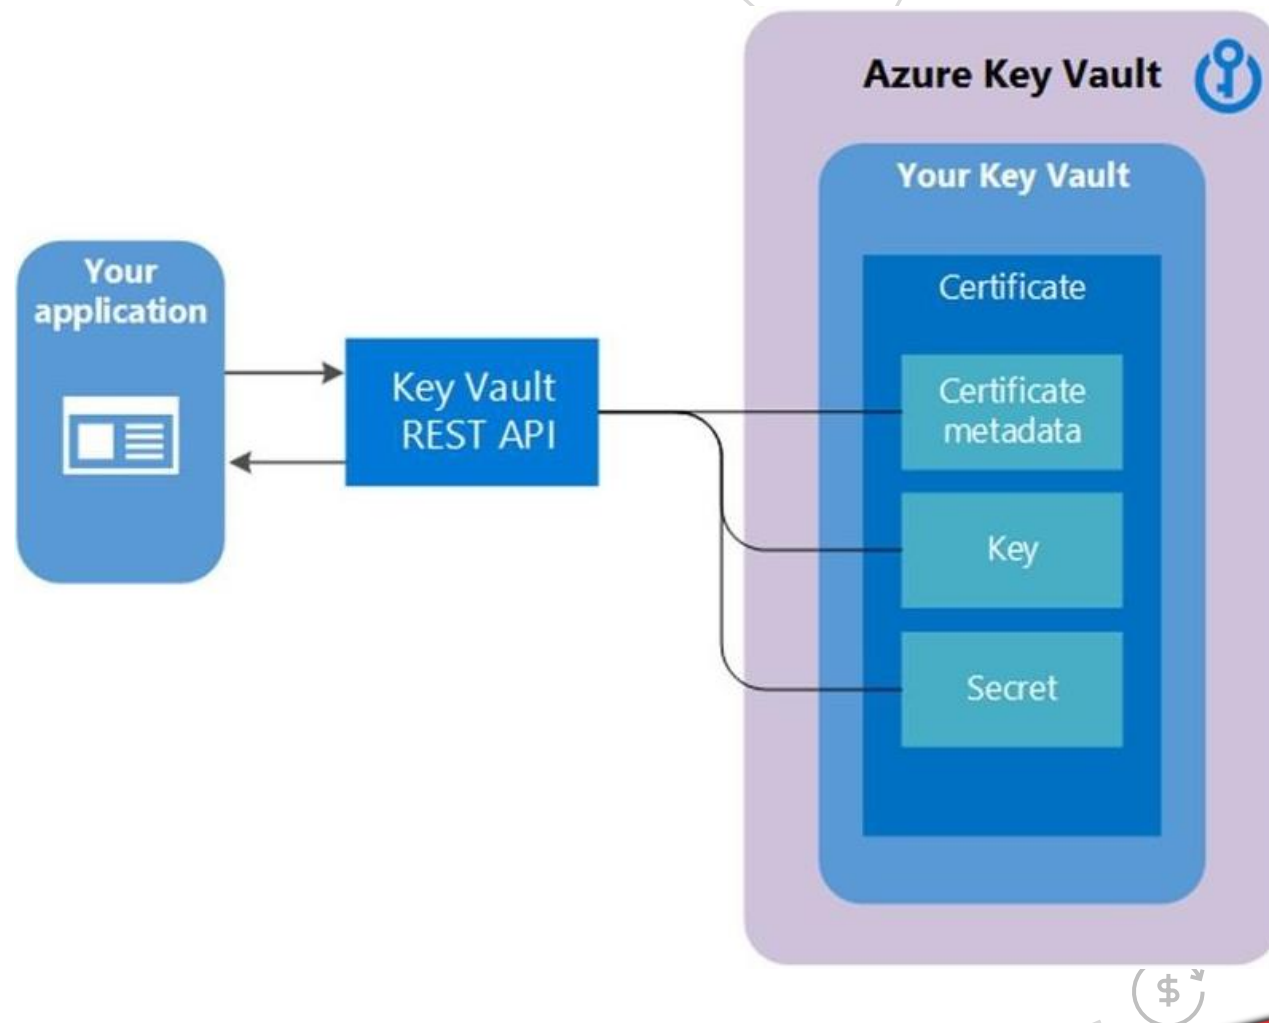 Azure Key Vault
Your Key Vault
Your
application
Certificate
Key Vault
REST API
Certificate
metadata
Key
Secret
$